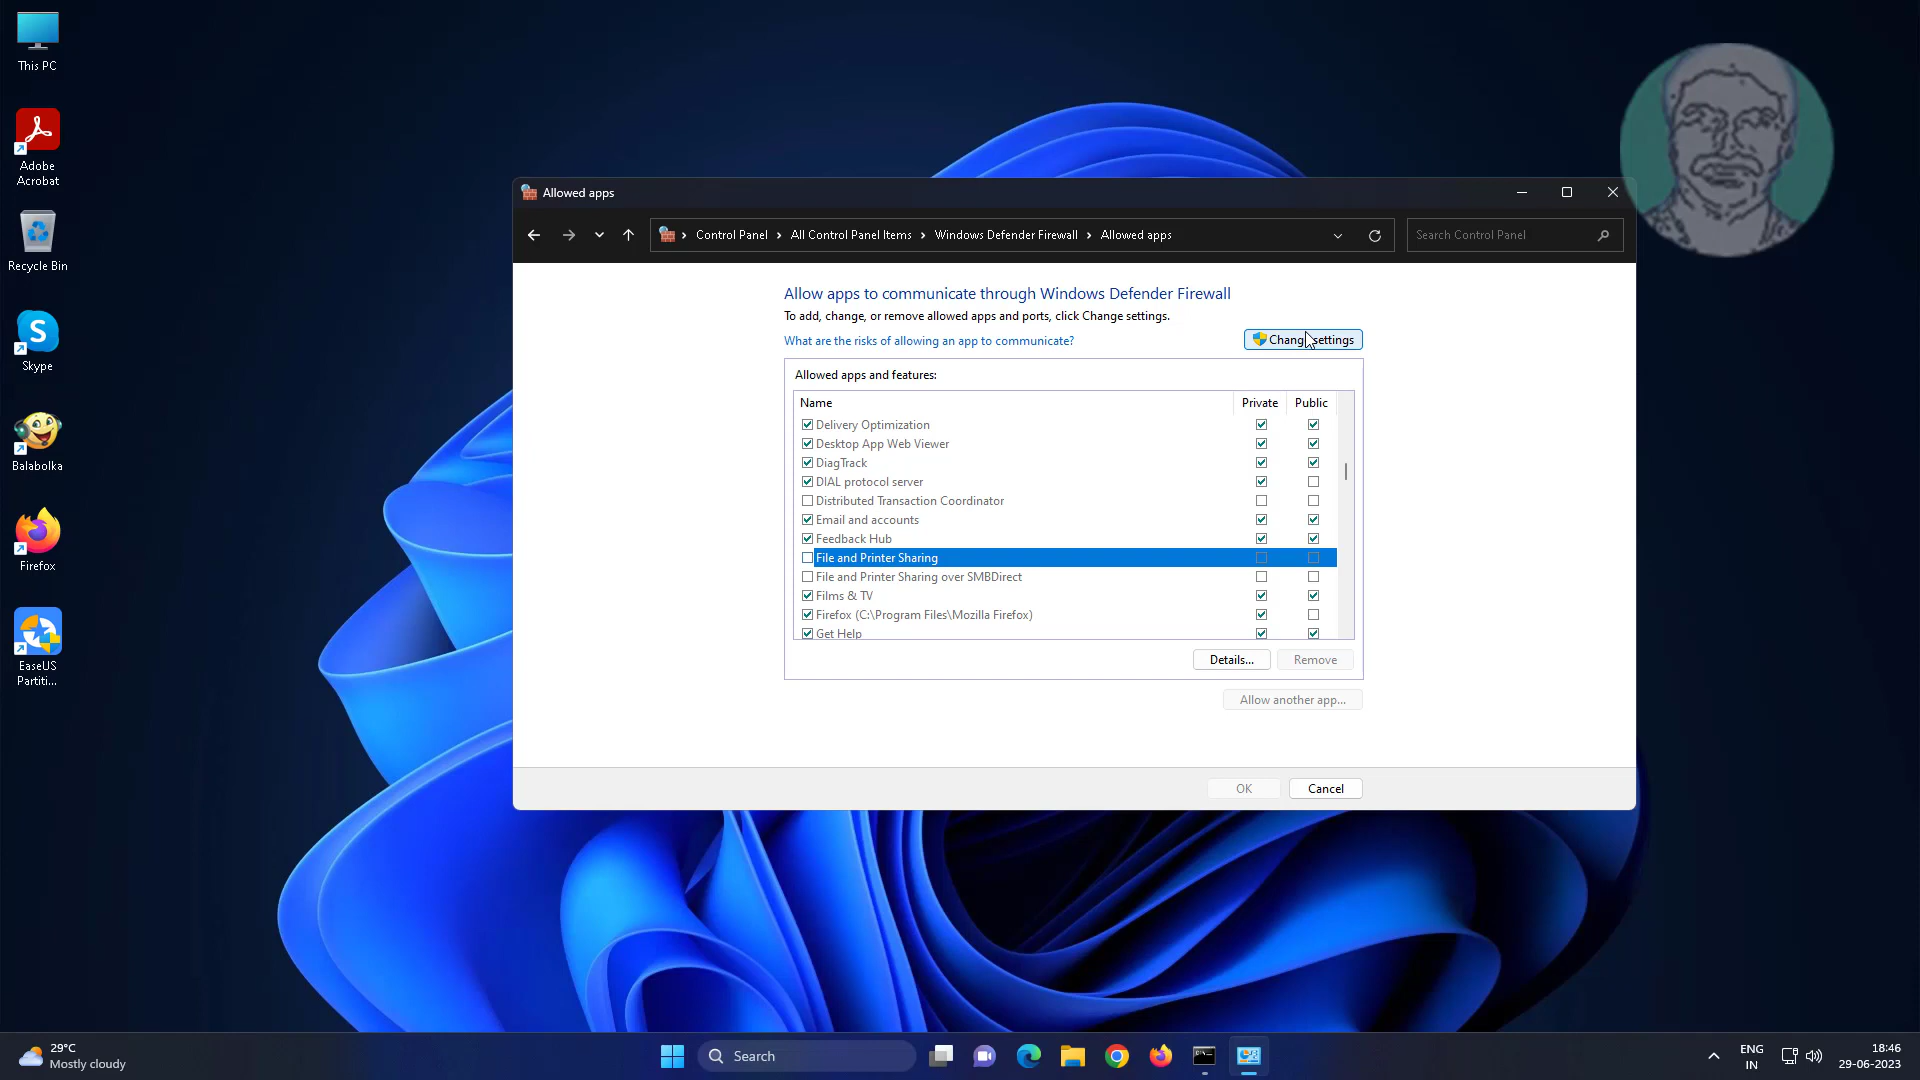 This PC
Adobe
Acrobat
Recycle Bin
Skype
Balabolka
Firefox
EaseUS
Partiti...
Allowed apps
Control Panel > All Control Panel Items > Windows Defender Firewall > Allowed apps
Search Control Panel
Allow apps to communicate through Windows Defender Firewall
To add, change, or remove allowed apps and ports, click Change settings.
What are the risks of allowing an app to communicate?
Change settings
Allowed apps and features:
Name Private Public
Delivery Optimization
Desktop App Web Viewer
DiagTrack
DIAL protocol server
Distributed Transaction Coordinator
Email and accounts
Feedback Hub
File and Printer Sharing
File and Printer Sharing over SMBDirect
Films & TV
Firefox (C:\Program Files\Mozilla Firefox)
Get Help
Details... Remove
Allow another app...
OK Cancel
29°C
Mostly cloudy
Search
ENG
IN
18:46
29-06-2023